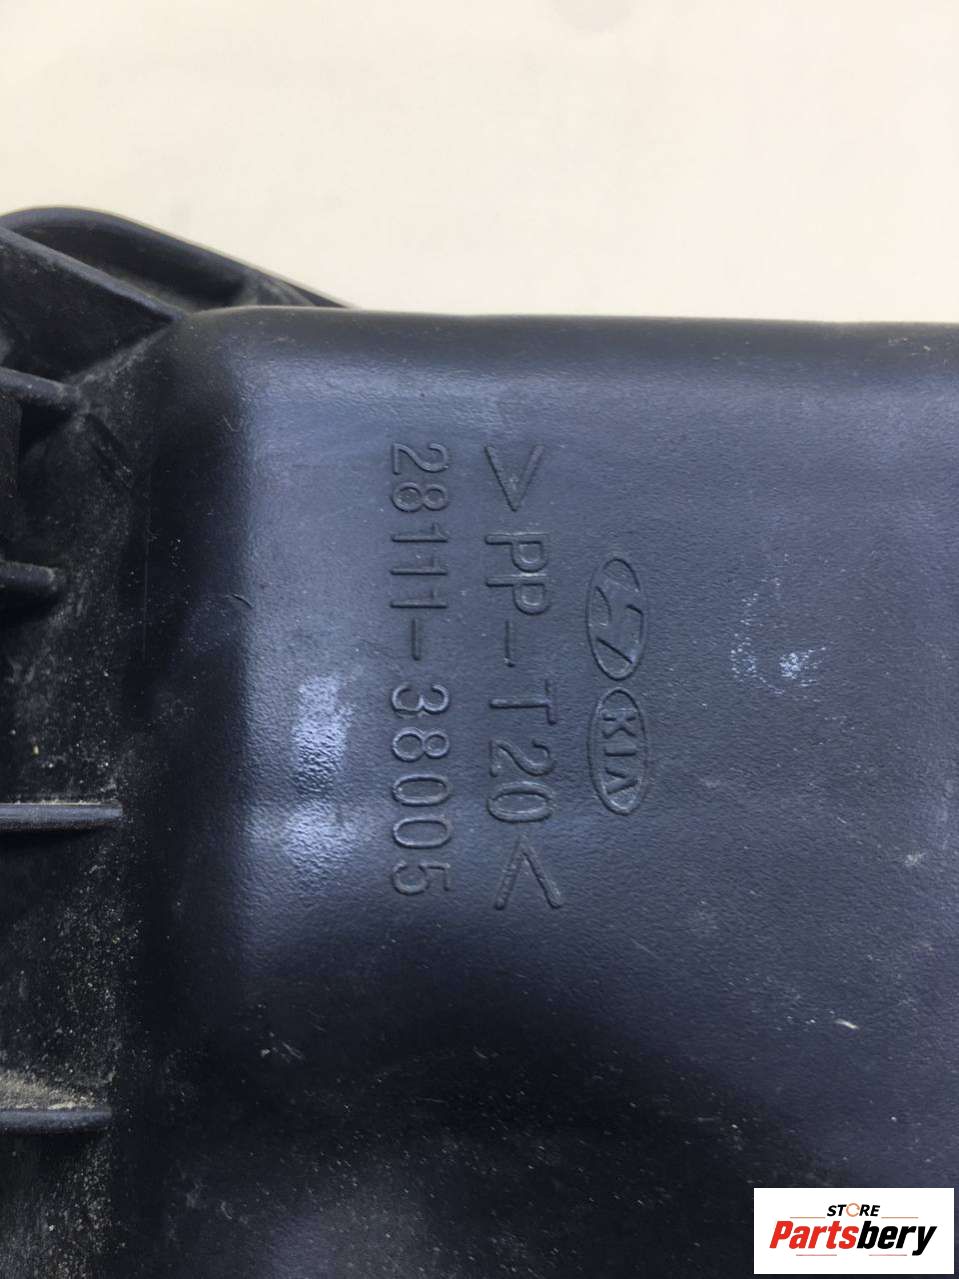 KIA
>PP-T20<
28111-38005
STORE
Partsbery